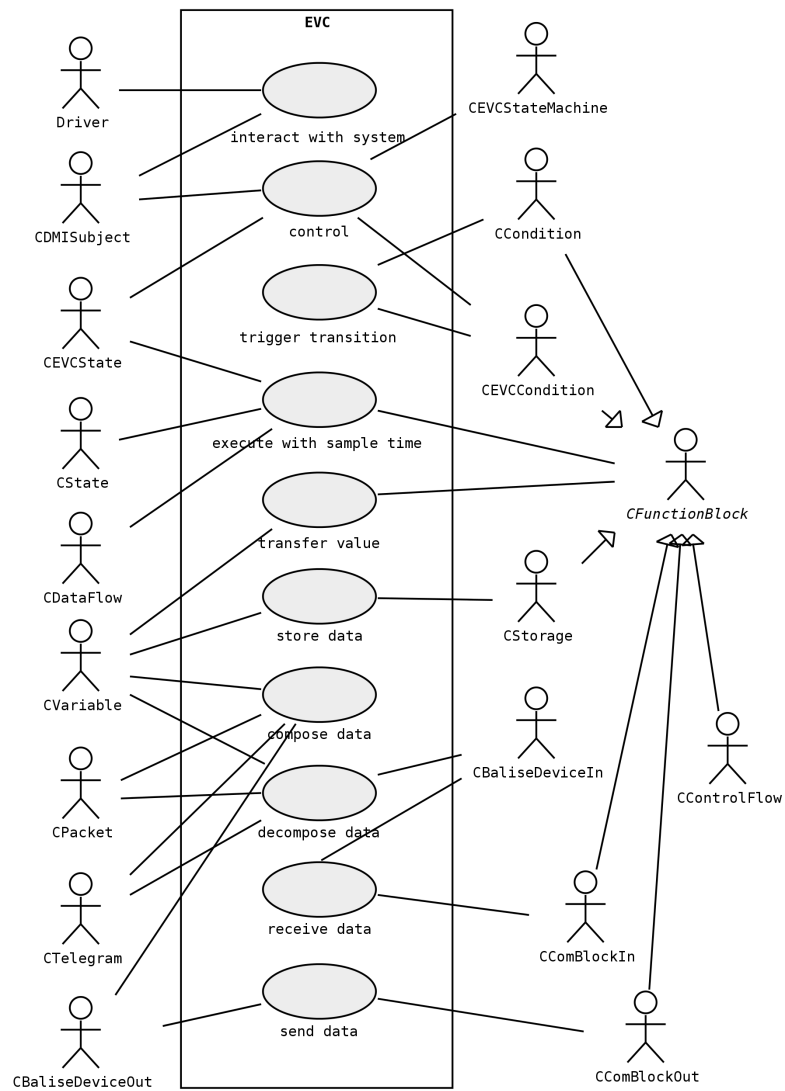 EVC
Driver
interact with system
CEVCStateMachine
CDMISubject
control
CCondition
CEVCState
trigger transition
CEVCCondition
CState
execute with sample time
CFunctionBlock
CDataFlow
transfer value
CVariable
store data
CStorage
compose data
CPacket
decompose data
CBaliseDeviceIn
CControlFlow
CTelegram
receive data
CComBlockIn
CBaliseDeviceOut
send data
CComBlockOut